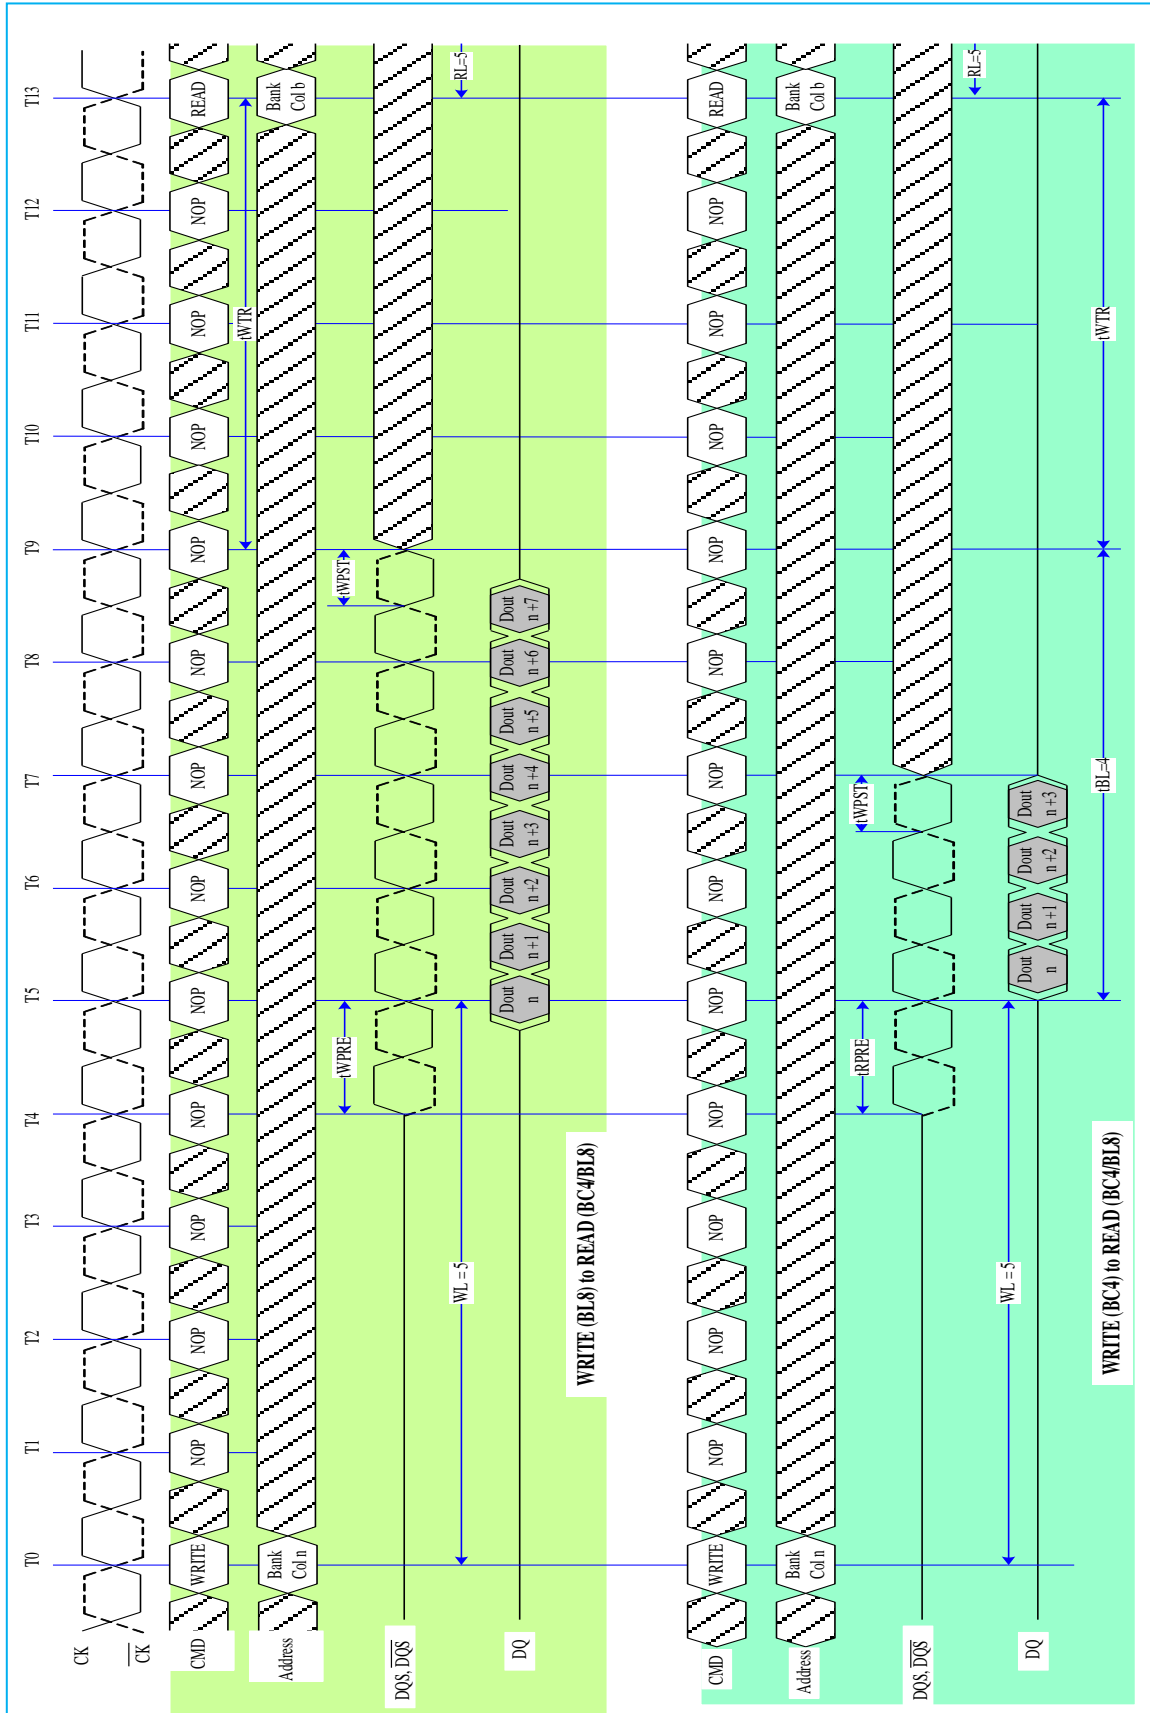 T0 T1 T2 T3 T4 T5 T6 T7 T8 T9 T10 T11 T12 T13
CK
CK
CMD WRITE NOP NOP NOP NOP NOP NOP NOP NOP NOP NOP NOP NOP READ
tWTR
Address Bank Col n Bank Col b
tWPRE tWPST
DQS, DQS
WL = 5 RL=5
DQ Dout n Dout n+1 Dout n+2 Dout n+3 Dout n+4 Dout n+5 Dout n+6 Dout n+7
WRITE (BL8) to READ (BC4/BL8)
CMD WRITE NOP NOP NOP NOP NOP NOP NOP NOP NOP NOP NOP NOP READ
Address Bank Col n Bank Col b
tRPRE tWPST
DQS, DQS
RL=5
WL = 5
DQ Dout n Dout n+1 Dout n+2 Dout n+3
tBL=4 tWTR
WRITE (BC4) to READ (BC4/BL8)